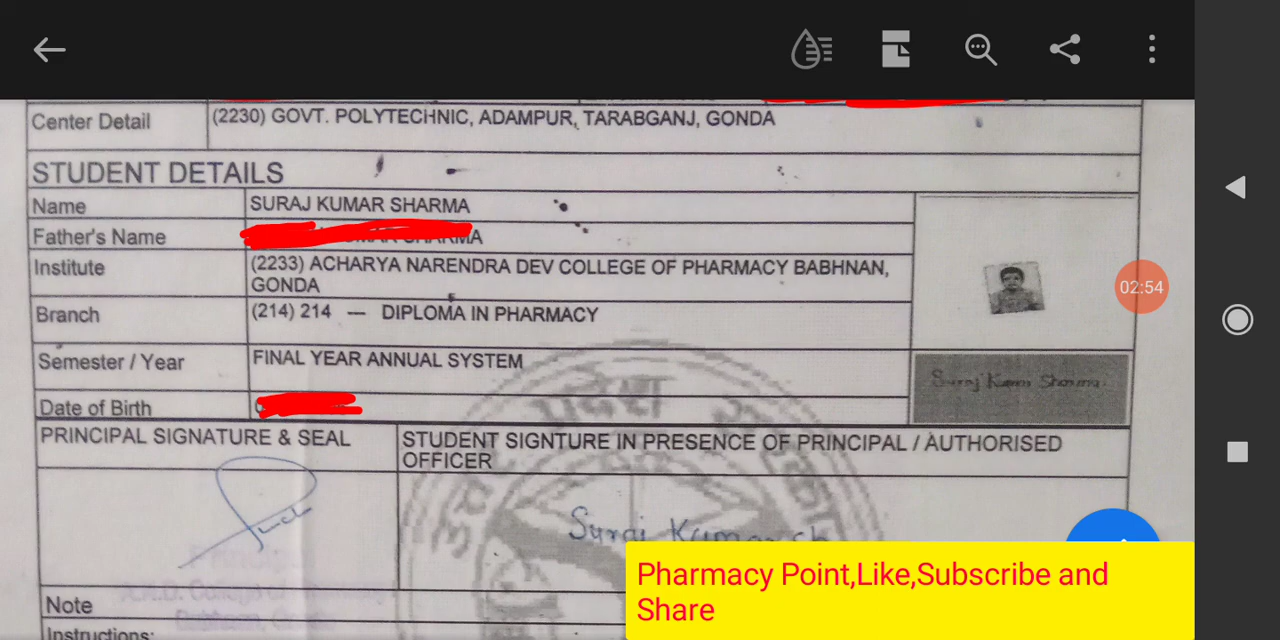 Center Detail
(2230) GOVT. POLYTECHNIC, ADAMPUR, TARABGANJ, GONDA
STUDENT DETAILS
Name
SURAJ KUMAR SHARMA
Father's Name
SHARMA
Institute
(2233) ACHARYA NARENDRA DEV COLLEGE OF PHARMACY BABHNAN,
GONDA
Branch
(214) 214 — DIPLOMA IN PHARMACY
Semester / Year
FINAL YEAR ANNUAL SYSTEM
Suraj Kumar Sharma
Date of Birth
PRINCIPAL SIGNATURE & SEAL
STUDENT SIGNTURE IN PRESENCE OF PRINCIPAL / AUTHORISED
OFFICER
Suraj Kumar
Principal
Note
Instructions:
02:54
Pharmacy Point,Like,Subscribe and
Share